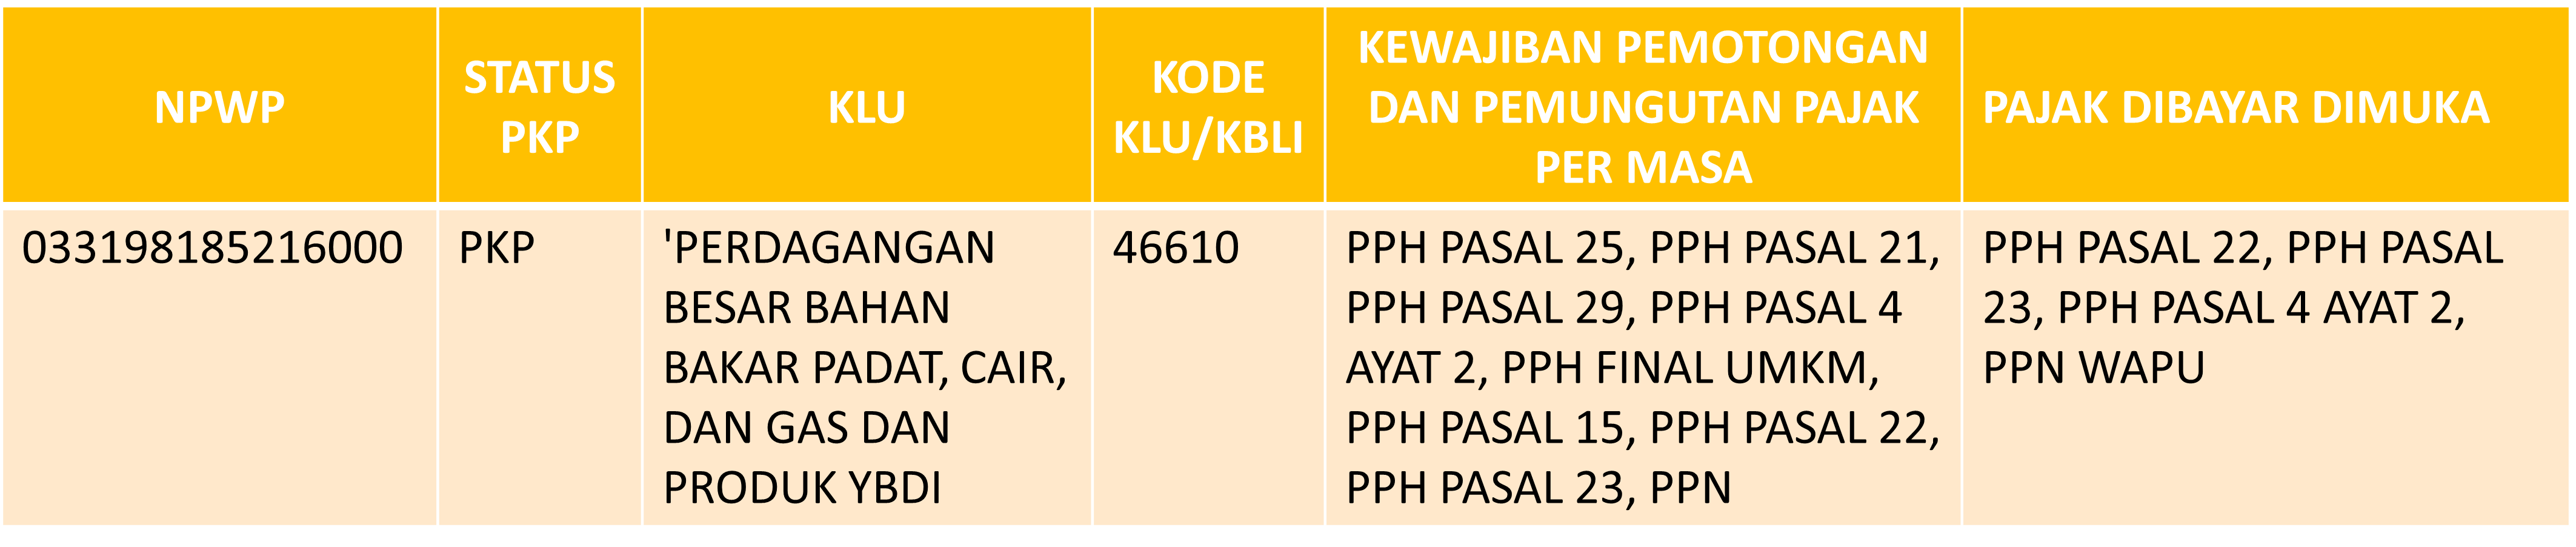 NPWP
STATUS
PKP
KLU
KODE
KLU/KBLI
KEWAJIBAN PEMOTONGAN
DAN PEMUNGUTAN PAJAK
PER MASA
PAJAK DIBAYAR DIMUKA
033198185216000
PKP
'PERDAGANGAN
BESAR BAHAN
BAKAR PADAT, CAIR,
DAN GAS DAN
PRODUK YBDI
46610
PPH PASAL 25, PPH PASAL 21,
PPH PASAL 29, PPH PASAL 4
AYAT 2, PPH FINAL UMKM,
PPH PASAL 15, PPH PASAL 22,
PPH PASAL 23, PPN
PPH PASAL 22, PPH PASAL
23, PPH PASAL 4 AYAT 2,
PPN WAPU